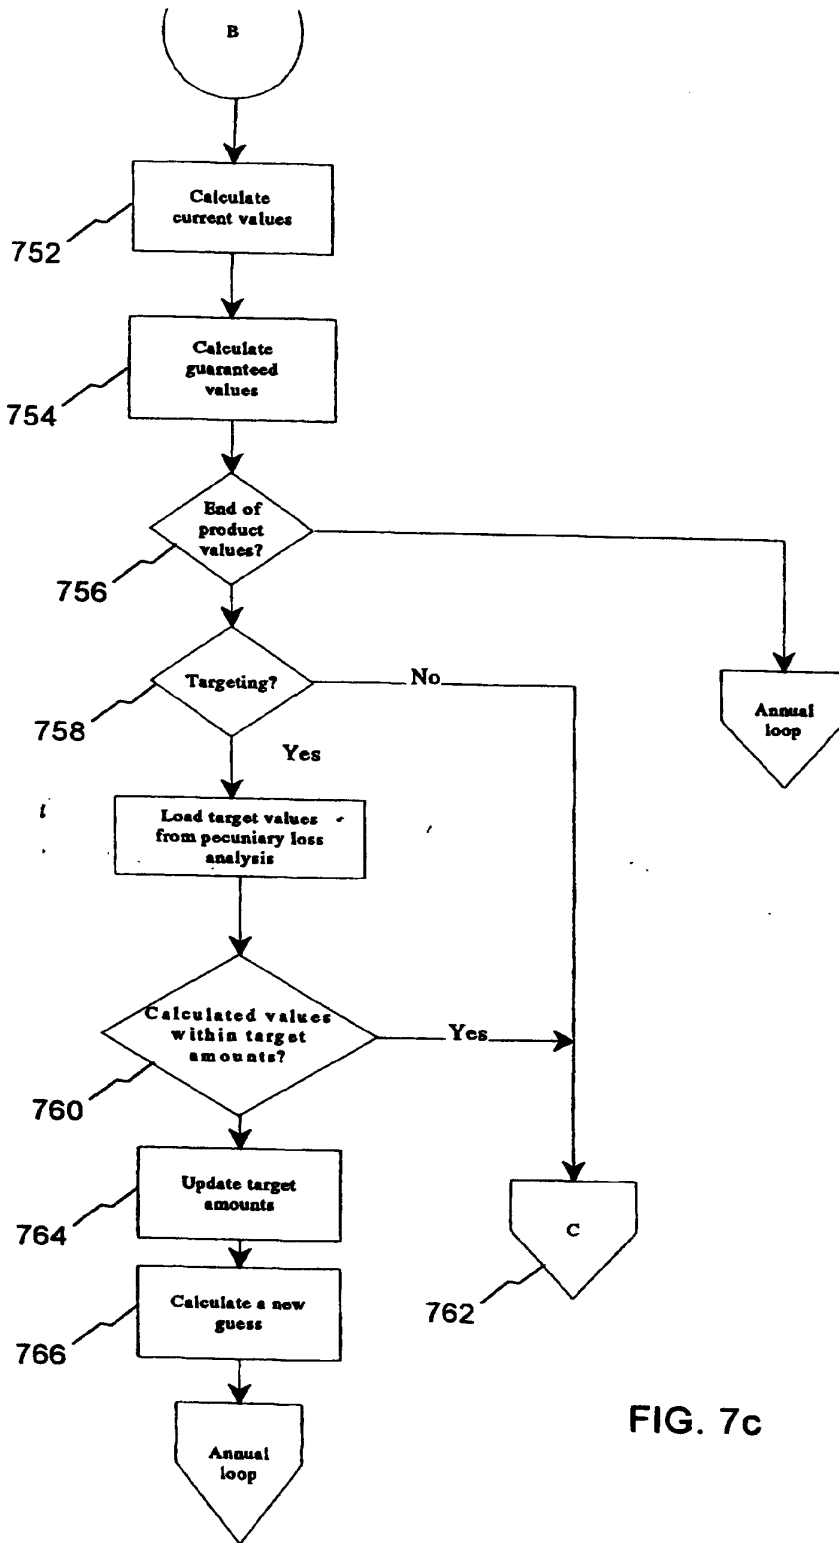 B
Calculate
current values
752
Calculate
guaranteed
values
754
End of
product
values?
756
Targeting?
No
758
Annual
loop
Yes
Load target values
from pecuniary loss
analysis
Calculated values
within target
amounts?
Yes
760
Update target
amounts
764
C
762
Calculate a new
guess
766
Annual
loop
FIG. 7c